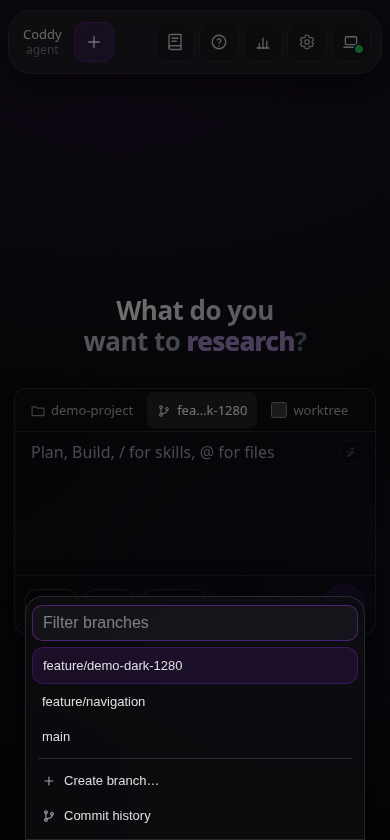 Coddy
agent
What do you
want to research?
demo-project
fea…k-1280
worktree
Plan, Build, / for skills, @ for files
Filter branches
feature/demo-dark-1280
feature/navigation
main
Create branch…
Commit history